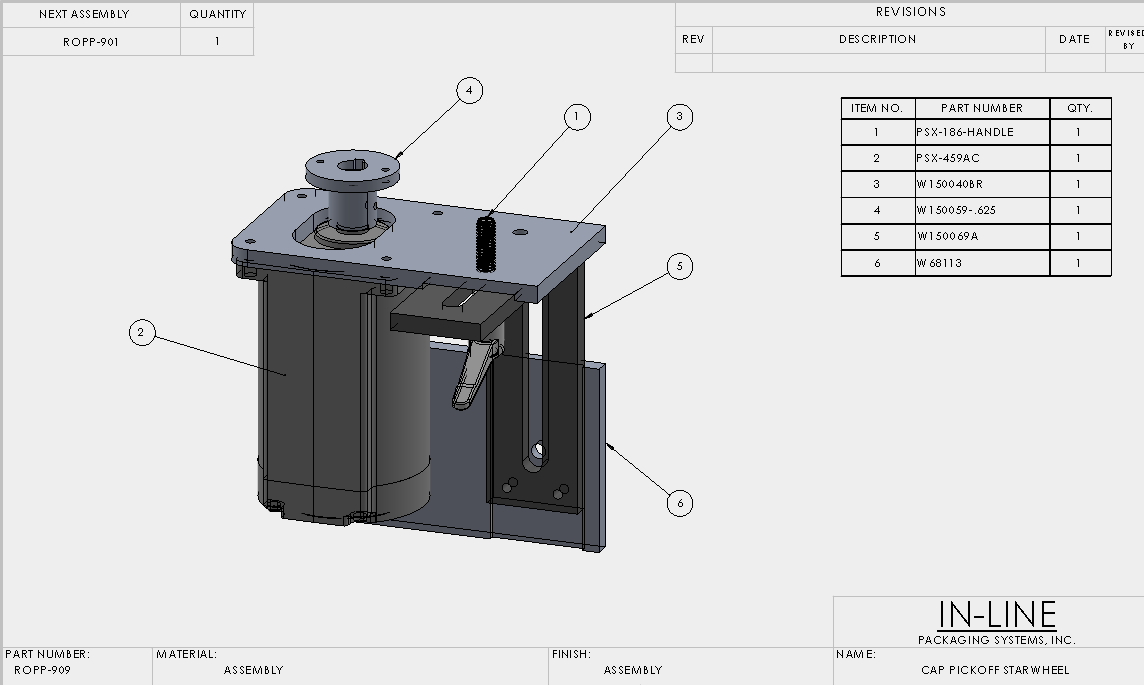 NEXT ASSEMBLY QUANTITY
ROPP-901 1
REVISIONS
REV DESCRIPTION DATE REVISED BY
ITEM NO. PART NUMBER QTY.
1 PSX-186-HANDLE 1
2 PSX-459AC 1
3 W150040BR 1
4 W150059-.625 1
5 W150069A 1
6 W68113 1
4
1
3
5
2
6
IN-LINE
PACKAGING SYSTEMS, INC.
PART NUMBER: MATERIAL: FINISH: NAME:
ROPP-909 ASSEMBLY ASSEMBLY CAP PICKOFF STARWHEEL